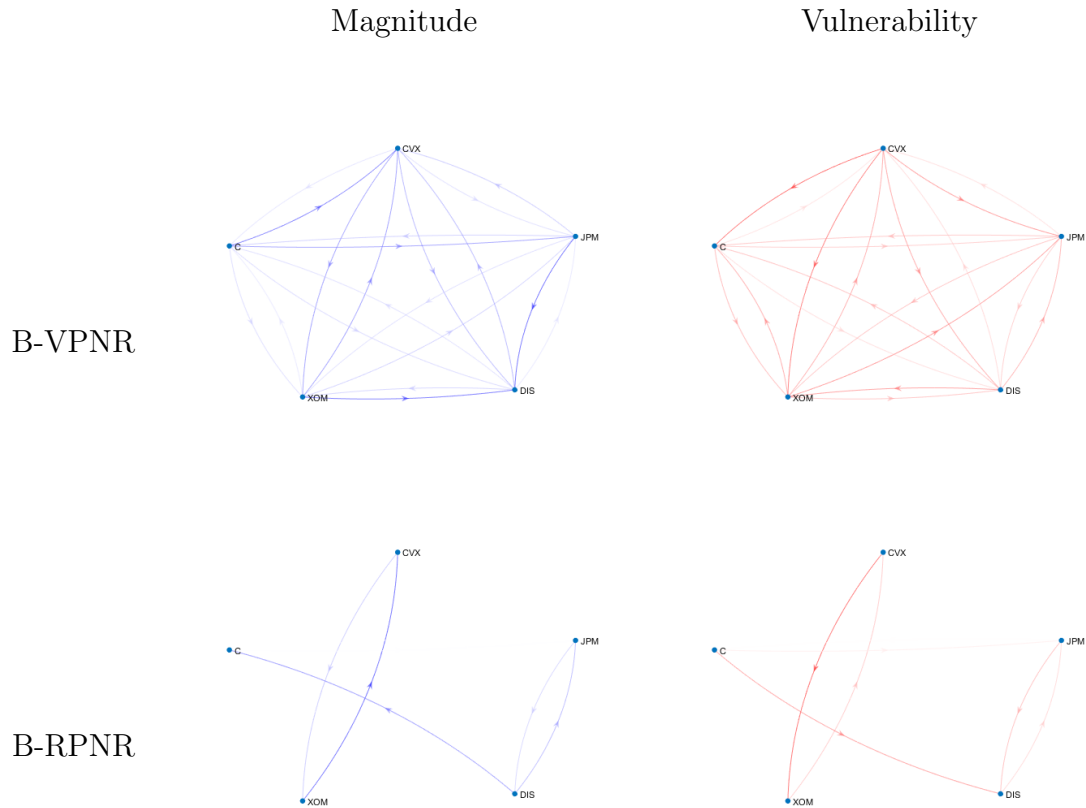 Magnitude Vulnerability
CVX CVX
JPM JPM
C C
B-VPNR
DIS DIS
XOM XOM
CVX CVX
JPM JPM
C C
B-RPNR
DIS DIS
XOM XOM